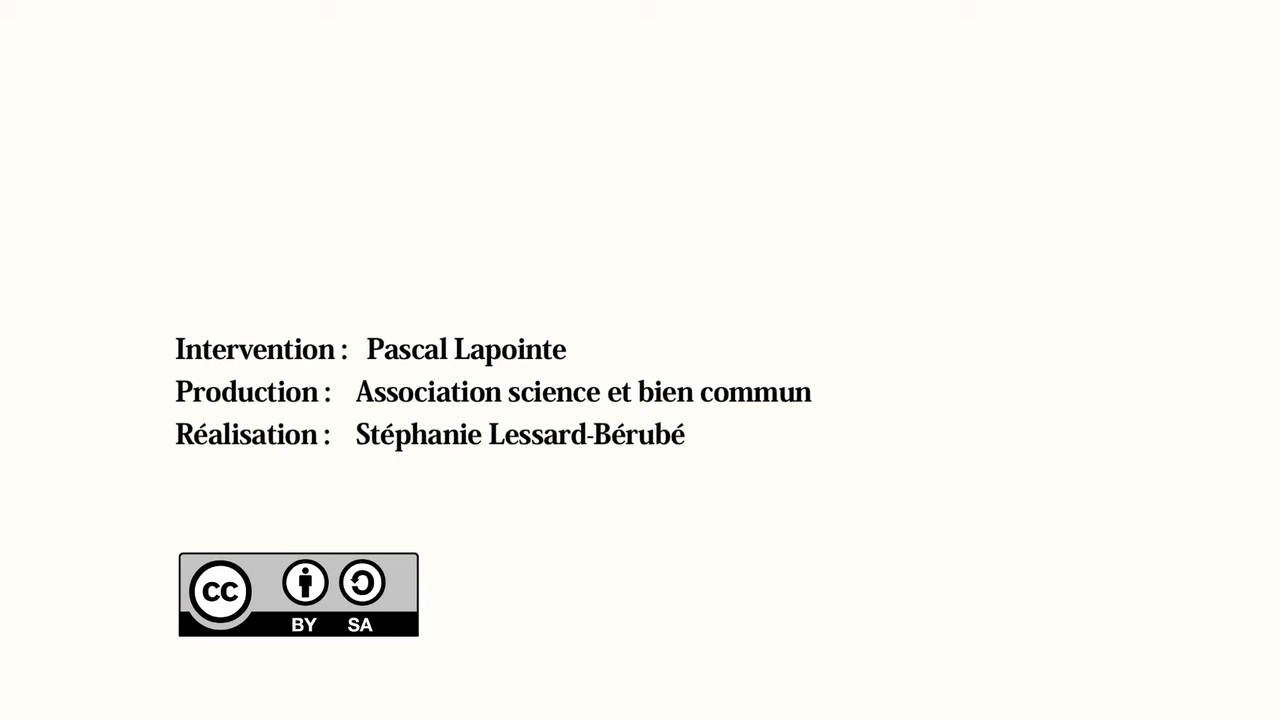 Intervention : Pascal Lapointe
Production : Association science et bien commun
Réalisation : Stéphanie Lessard-Bérubé
CC
BY SA